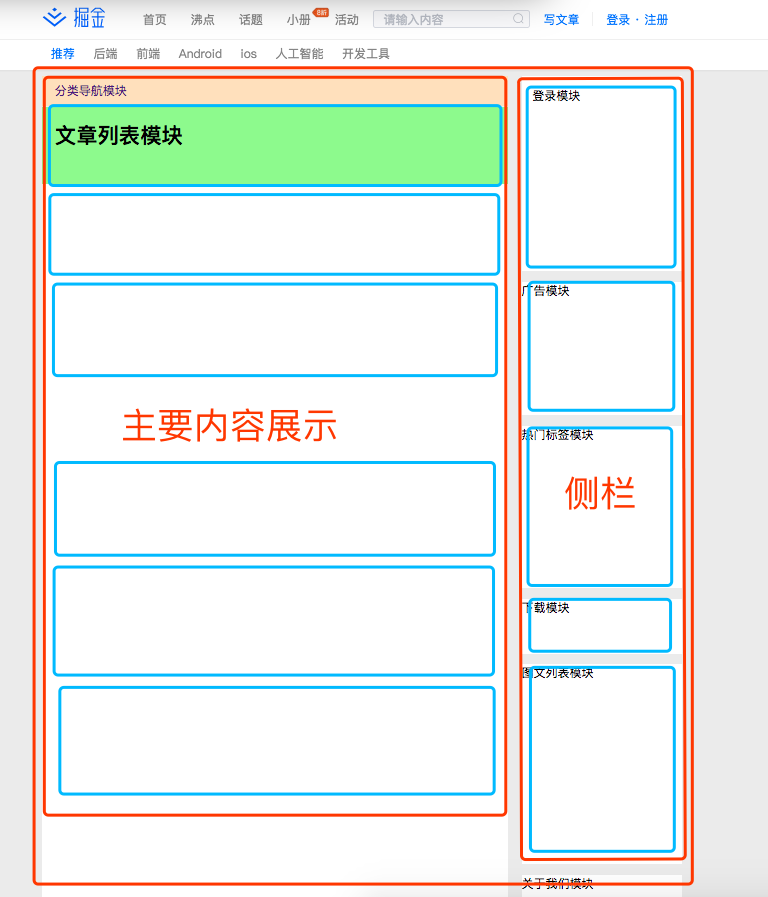 掘金 首页 沸点 话题 小册 8折 活动 请输入内容 写文章 登录 · 注册
推荐 后端 前端 Android ios 人工智能 开发工具
分类导航模块
文章列表模块
主要内容展示
登录模块
广告模块
热门标签模块
侧栏
下载模块
图文列表模块
关于我们模块